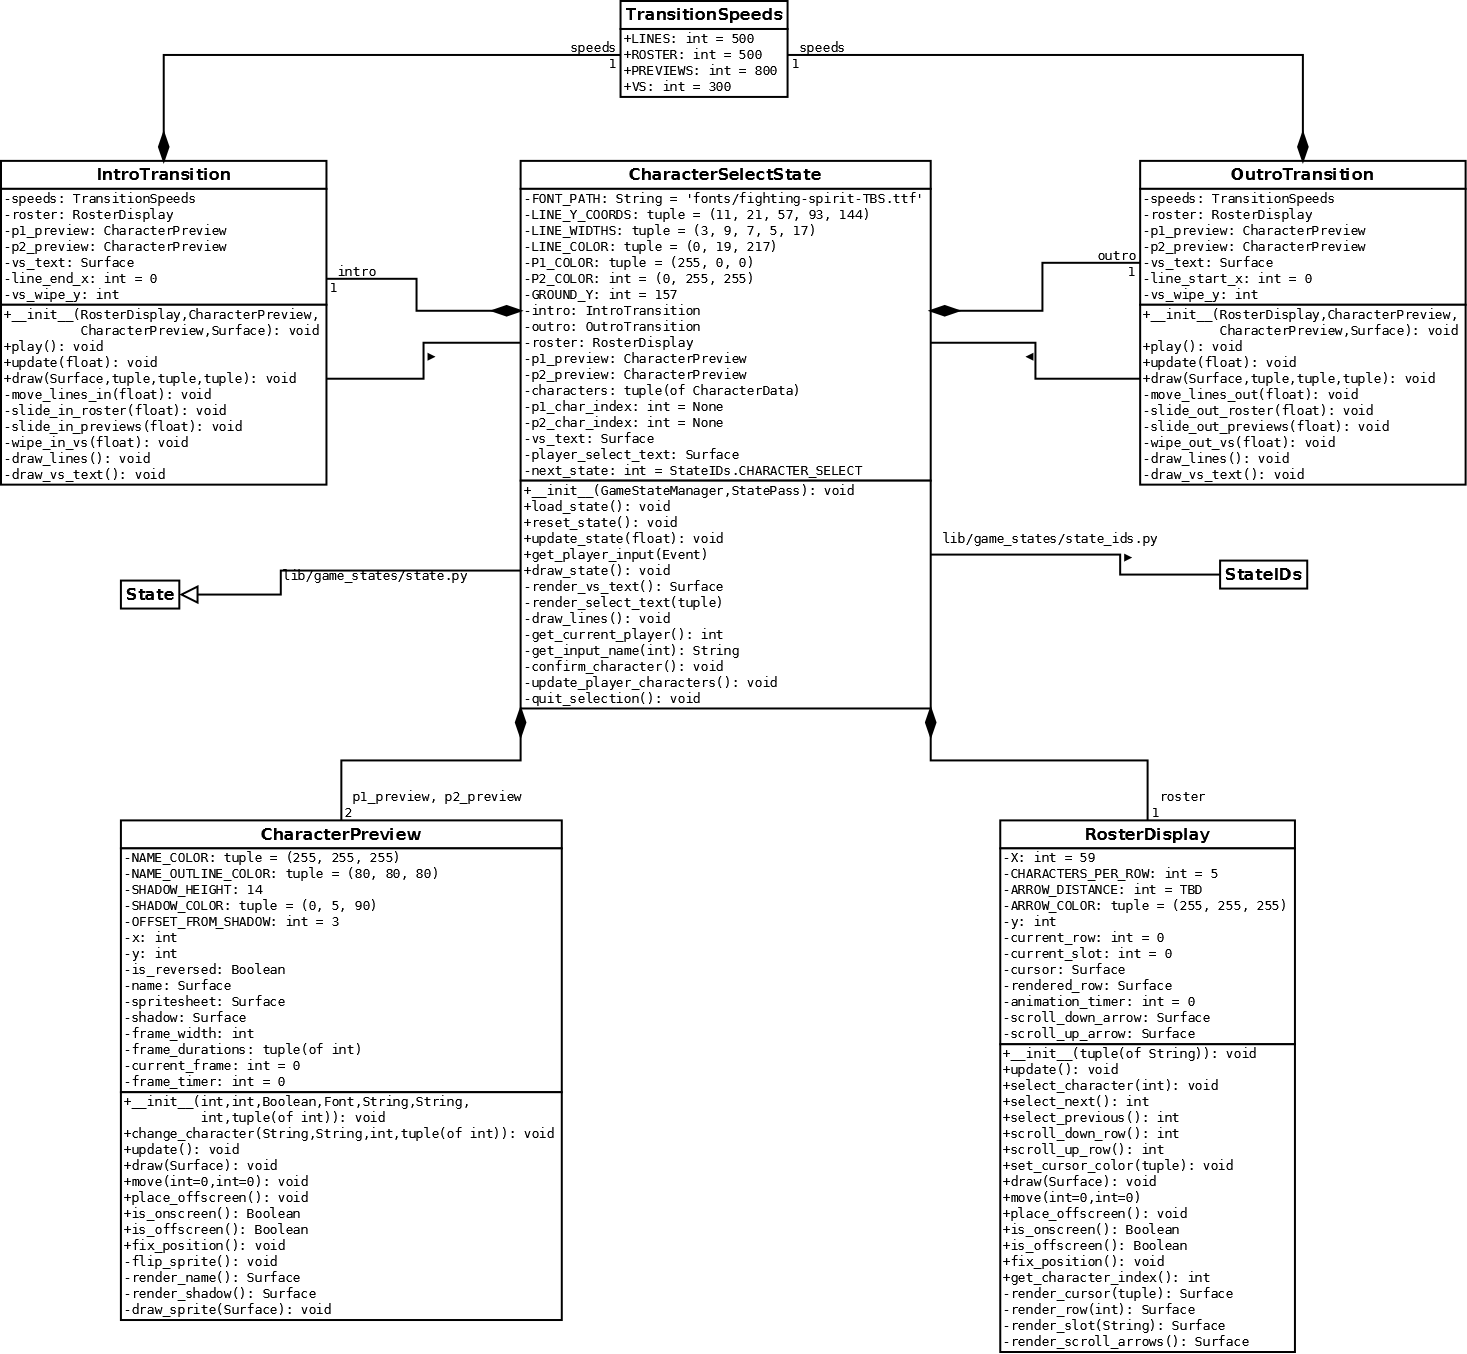 TransitionSpeeds
+LINES: int = 500
+ROSTER: int = 500
+PREVIEWS: int = 800
+VS: int = 300
speeds
1
speeds
1
IntroTransition
-speeds: TransitionSpeeds
-roster: RosterDisplay
-p1_preview: CharacterPreview
-p2_preview: CharacterPreview
-vs_text: Surface
-line_end_x: int = 0
-vs_wipe_y: int
+__init__(RosterDisplay,CharacterPreview,
CharacterPreview,Surface): void
+play(): void
+update(float): void
+draw(Surface,tuple,tuple,tuple): void
-move_lines_in(float): void
-slide_in_roster(float): void
-slide_in_previews(float): void
-wipe_in_vs(float): void
-draw_lines(): void
-draw_vs_text(): void
intro
1
CharacterSelectState
-FONT_PATH: String = 'fonts/fighting-spirit-TBS.ttf'
-LINE_Y_COORDS: tuple = (11, 21, 57, 93, 144)
-LINE_WIDTHS: tuple = (3, 9, 7, 5, 17)
-LINE_COLOR: tuple = (0, 19, 217)
-P1_COLOR: tuple = (255, 0, 0)
-P2_COLOR: int = (0, 255, 255)
-GROUND_Y: int = 157
-intro: IntroTransition
-outro: OutroTransition
-roster: RosterDisplay
-p1_preview: CharacterPreview
-p2_preview: CharacterPreview
-characters: tuple(of CharacterData)
-p1_char_index: int = None
-p2_char_index: int = None
-vs_text: Surface
-player_select_text: Surface
-next_state: int = StateIDs.CHARACTER_SELECT
+__init__(GameStateManager,StatePass): void
+load_state(): void
+reset_state(): void
+update_state(float): void
+get_player_input(Event)
+draw_state(): void
-render_vs_text(): Surface
-render_select_text(tuple)
-draw_lines(): void
-get_current_player(): int
-get_input_name(int): String
-confirm_character(): void
-update_player_characters(): void
-quit_selection(): void
outro
1
OutroTransition
-speeds: TransitionSpeeds
-roster: RosterDisplay
-p1_preview: CharacterPreview
-p2_preview: CharacterPreview
-vs_text: Surface
-line_start_x: int = 0
-vs_wipe_y: int
+__init__(RosterDisplay,CharacterPreview,
CharacterPreview,Surface): void
+play(): void
+update(float): void
+draw(Surface,tuple,tuple,tuple): void
-move_lines_out(float): void
-slide_out_roster(float): void
-slide_out_previews(float): void
-wipe_out_vs(float): void
-draw_lines(): void
-draw_vs_text(): void
State
lib/game_states/state.py
lib/game_states/state_ids.py
StateIDs
p1_preview, p2_preview
2
CharacterPreview
-NAME_COLOR: tuple = (255, 255, 255)
-NAME_OUTLINE_COLOR: tuple = (80, 80, 80)
-SHADOW_HEIGHT: 14
-SHADOW_COLOR: tuple = (0, 5, 90)
-OFFSET_FROM_SHADOW: int = 3
-x: int
-y: int
-is_reversed: Boolean
-name: Surface
-spritesheet: Surface
-shadow: Surface
-frame_width: int
-frame_durations: tuple(of int)
-current_frame: int = 0
-frame_timer: int = 0
+__init__(int,int,Boolean,Font,String,String,
int,tuple(of int)): void
+change_character(String,String,int,tuple(of int)): void
+update(): void
+draw(Surface): void
+move(int=0,int=0): void
+place_offscreen(): void
+is_onscreen(): Boolean
+is_offscreen(): Boolean
+fix_position(): void
-flip_sprite(): void
-render_name(): Surface
-render_shadow(): Surface
-draw_sprite(Surface): void
roster
1
RosterDisplay
-X: int = 59
-CHARACTERS_PER_ROW: int = 5
-ARROW_DISTANCE: int = TBD
-ARROW_COLOR: tuple = (255, 255, 255)
-y: int
-current_row: int = 0
-current_slot: int = 0
-cursor: Surface
-rendered_row: Surface
-animation_timer: int = 0
-scroll_down_arrow: Surface
-scroll_up_arrow: Surface
+__init__(tuple(of String)): void
+update(): void
+select_character(int): void
+select_next(): int
+select_previous(): int
+scroll_down_row(): int
+scroll_up_row(): int
+set_cursor_color(tuple): void
+draw(Surface): void
+move(int=0,int=0)
+place_offscreen(): void
+is_onscreen(): Boolean
+is_offscreen(): Boolean
+fix_position(): void
+get_character_index(): int
-render_cursor(tuple): Surface
-render_row(int): Surface
-render_slot(String): Surface
-render_scroll_arrows(): Surface